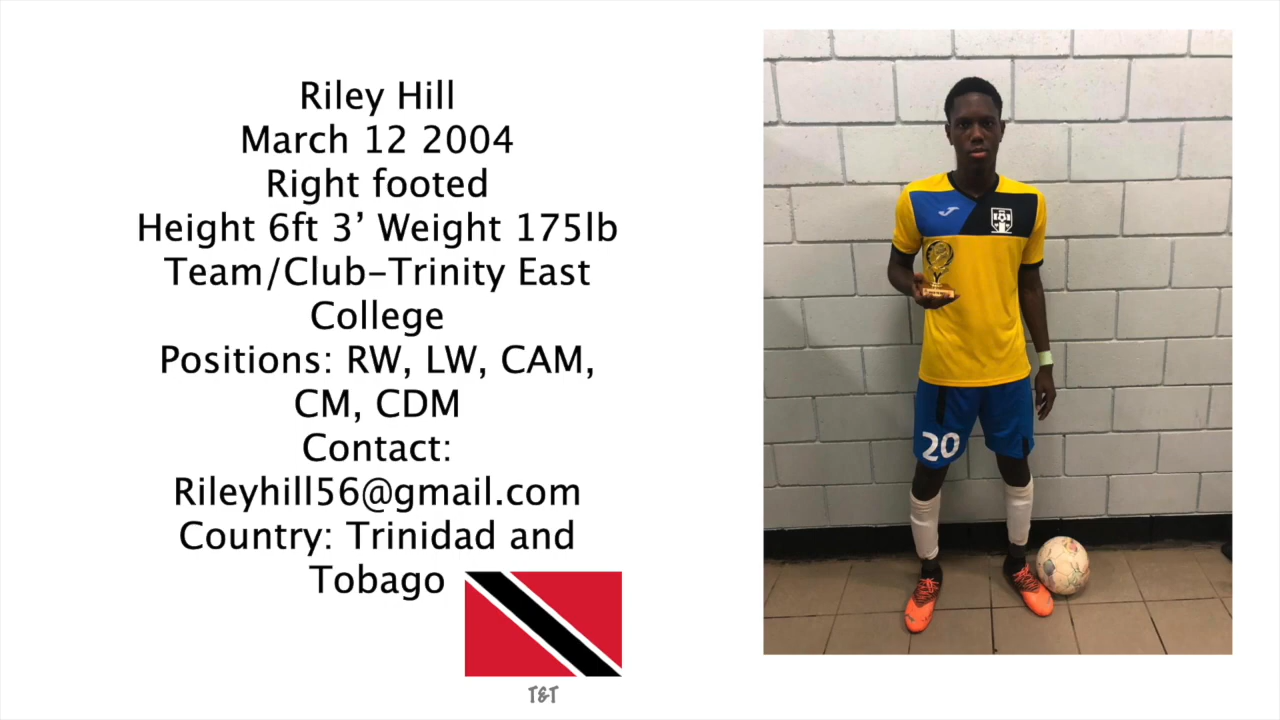 Riley Hill
March 12 2004
Right footed
Height 6ft 3’ Weight 175lb
Team/Club-Trinity East
College
Positions: RW, LW, CAM,
CM, CDM
Contact:
Rileyhill56@gmail.com
Country: Trinidad and
Tobago
T&T
20